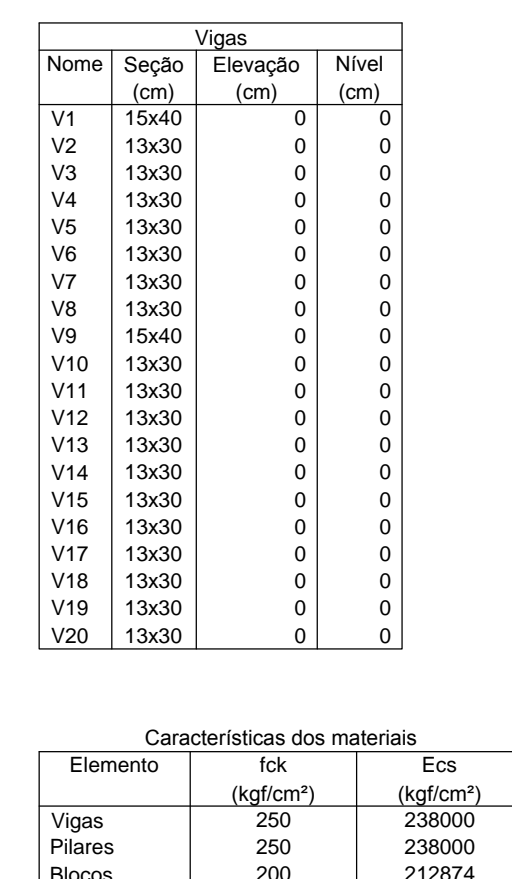 Vigas
Nome Seção Elevação Nível
(cm) (cm) (cm)
V1 15x40 0 0
V2 13x30 0 0
V3 13x30 0 0
V4 13x30 0 0
V5 13x30 0 0
V6 13x30 0 0
V7 13x30 0 0
V8 13x30 0 0
V9 15x40 0 0
V10 13x30 0 0
V11 13x30 0 0
V12 13x30 0 0
V13 13x30 0 0
V14 13x30 0 0
V15 13x30 0 0
V16 13x30 0 0
V17 13x30 0 0
V18 13x30 0 0
V19 13x30 0 0
V20 13x30 0 0
Características dos materiais
Elemento fck Ecs
(kgf/cm²) (kgf/cm²)
Vigas 250 238000
Pilares 250 238000
Blocos 200 212874